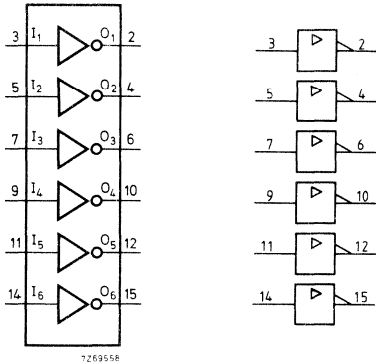 3 I1 O1 2
5 I2 O2 4
7 I3 O3 6
9 I4 O4 10
11 I5 O5 12
14 I6 O6 15
7Z69558
3 2
5 4
7 6
9 10
11 12
14 15